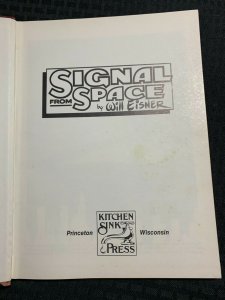 SIGNAL
FROM SPACE
by Will Eisner
Princeton
KITCHEN
SINK
PRESS
Wisconsin